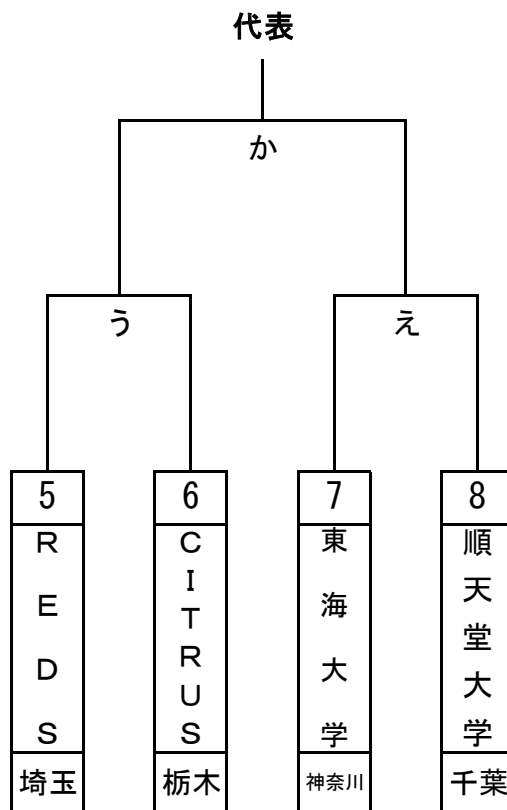 代表
か
う
え
5
6
7
8
REDS
CITRUS
東海大学
順天堂大学
埼玉
栃木
神奈川
千葉